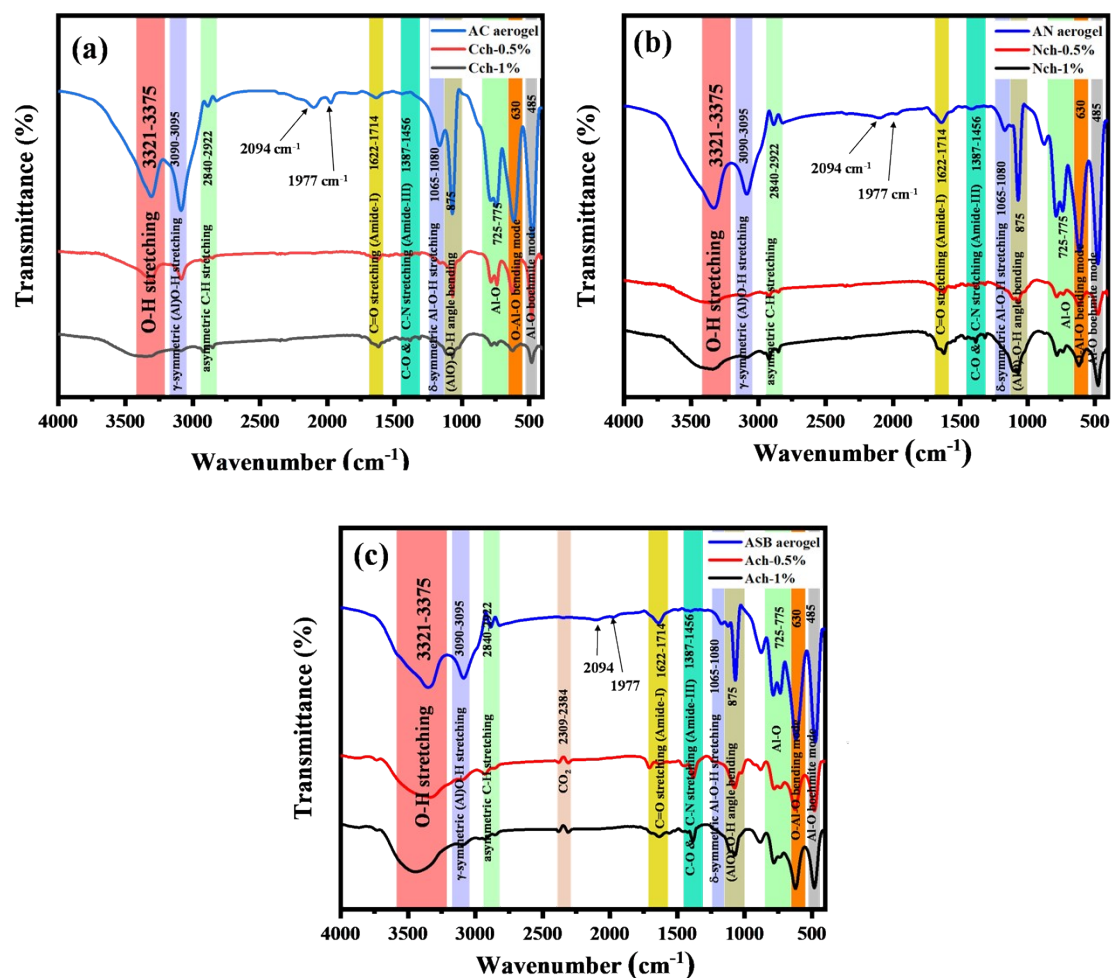 (a)
AC aerogel
Cch-0.5%
Cch-1%
3321-3375
O-H stretching
3090-3095
γ-symmetric (Al)O-H stretching
2840-2922
asymmetric C-H stretching
2094 cm-1
1977 cm-1
1622-1714
C=O stretching (Amide-I)
1387-1456
C-O & C-N stretching (Amide-III)
1065-1080
δ-symmetric Al-O-H stretching
875
(AlO)-O-H angle bending
725-775
Al-O
630
O-Al-O bending mode
485
Al-O boehmite mode
Transmittance (%)
4000 3500 3000 2500 2000 1500 1000 500
Wavenumber (cm-1)
(b)
AN aerogel
Nch-0.5%
Nch-1%
3321-3375
O-H stretching
3090-3095
γ-symmetric (Al)O-H stretching
2840-2922
asymmetric C-H stretching
2094 cm-1
1977 cm-1
1622-1714
C=O stretching (Amide-I)
1387-1456
C-O & C-N stretching (Amide-III)
1065-1080
δ-symmetric Al-O-H stretching
875
(AlO)-O-H angle bending
725-775
Al-O
630
O-Al-O bending mode
485
Al-O boehmite mode
Transmittance (%)
4000 3500 3000 2500 2000 1500 1000 500
Wavenumber (cm-1)
(c)
ASB aerogel
Ach-0.5%
Ach-1%
3321-3375
O-H stretching
3090-3095
γ-symmetric (Al)O-H stretching
2840-2922
asymmetric C-H stretching
2309-2384
CO2
2094
1977
1622-1714
C=O stretching (Amide-I)
1387-1456
C-O & C-N stretching (Amide-III)
1065-1080
δ-symmetric Al-O-H stretching
875
(AlO)-O-H angle bending
725-775
Al-O
630
O-Al-O bending mode
485
Al-O boehmite mode
Transmittance (%)
4000 3500 3000 2500 2000 1500 1000 500
Wavenumber (cm-1)